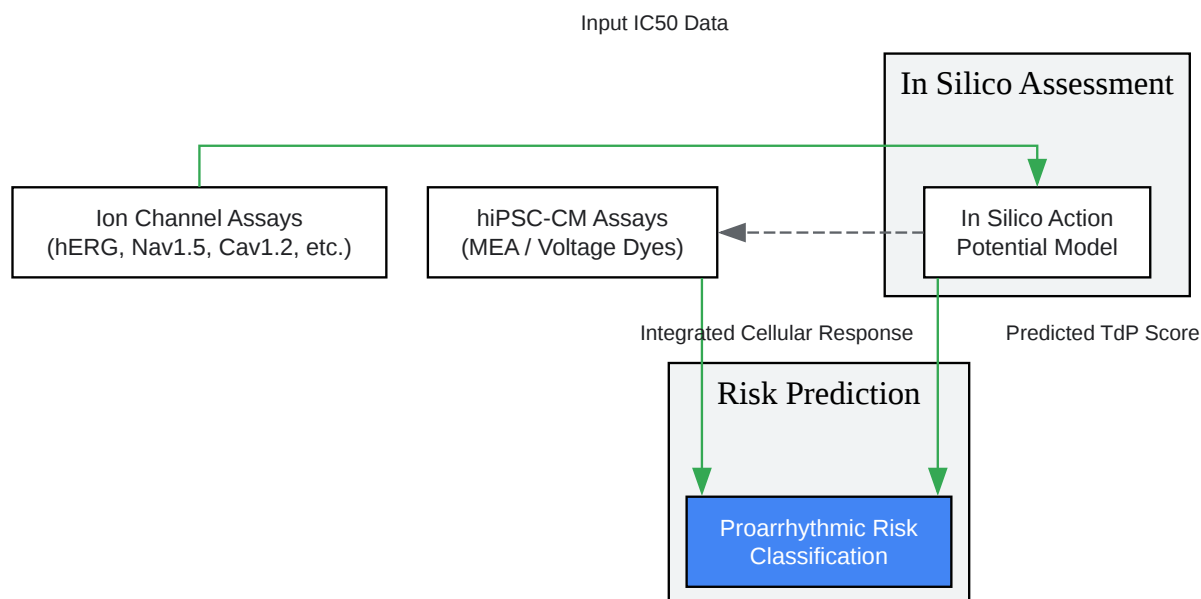 Input IC50 Data
In Silico Assessment
Ion Channel Assays
(hERG, Nav1.5, Cav1.2, etc.)
hiPSC-CM Assays
(MEA / Voltage Dyes)
In Silico Action
Potential Model
Integrated Cellular Response
Predicted TdP Score
Risk Prediction
Proarrhythmic Risk
Classification